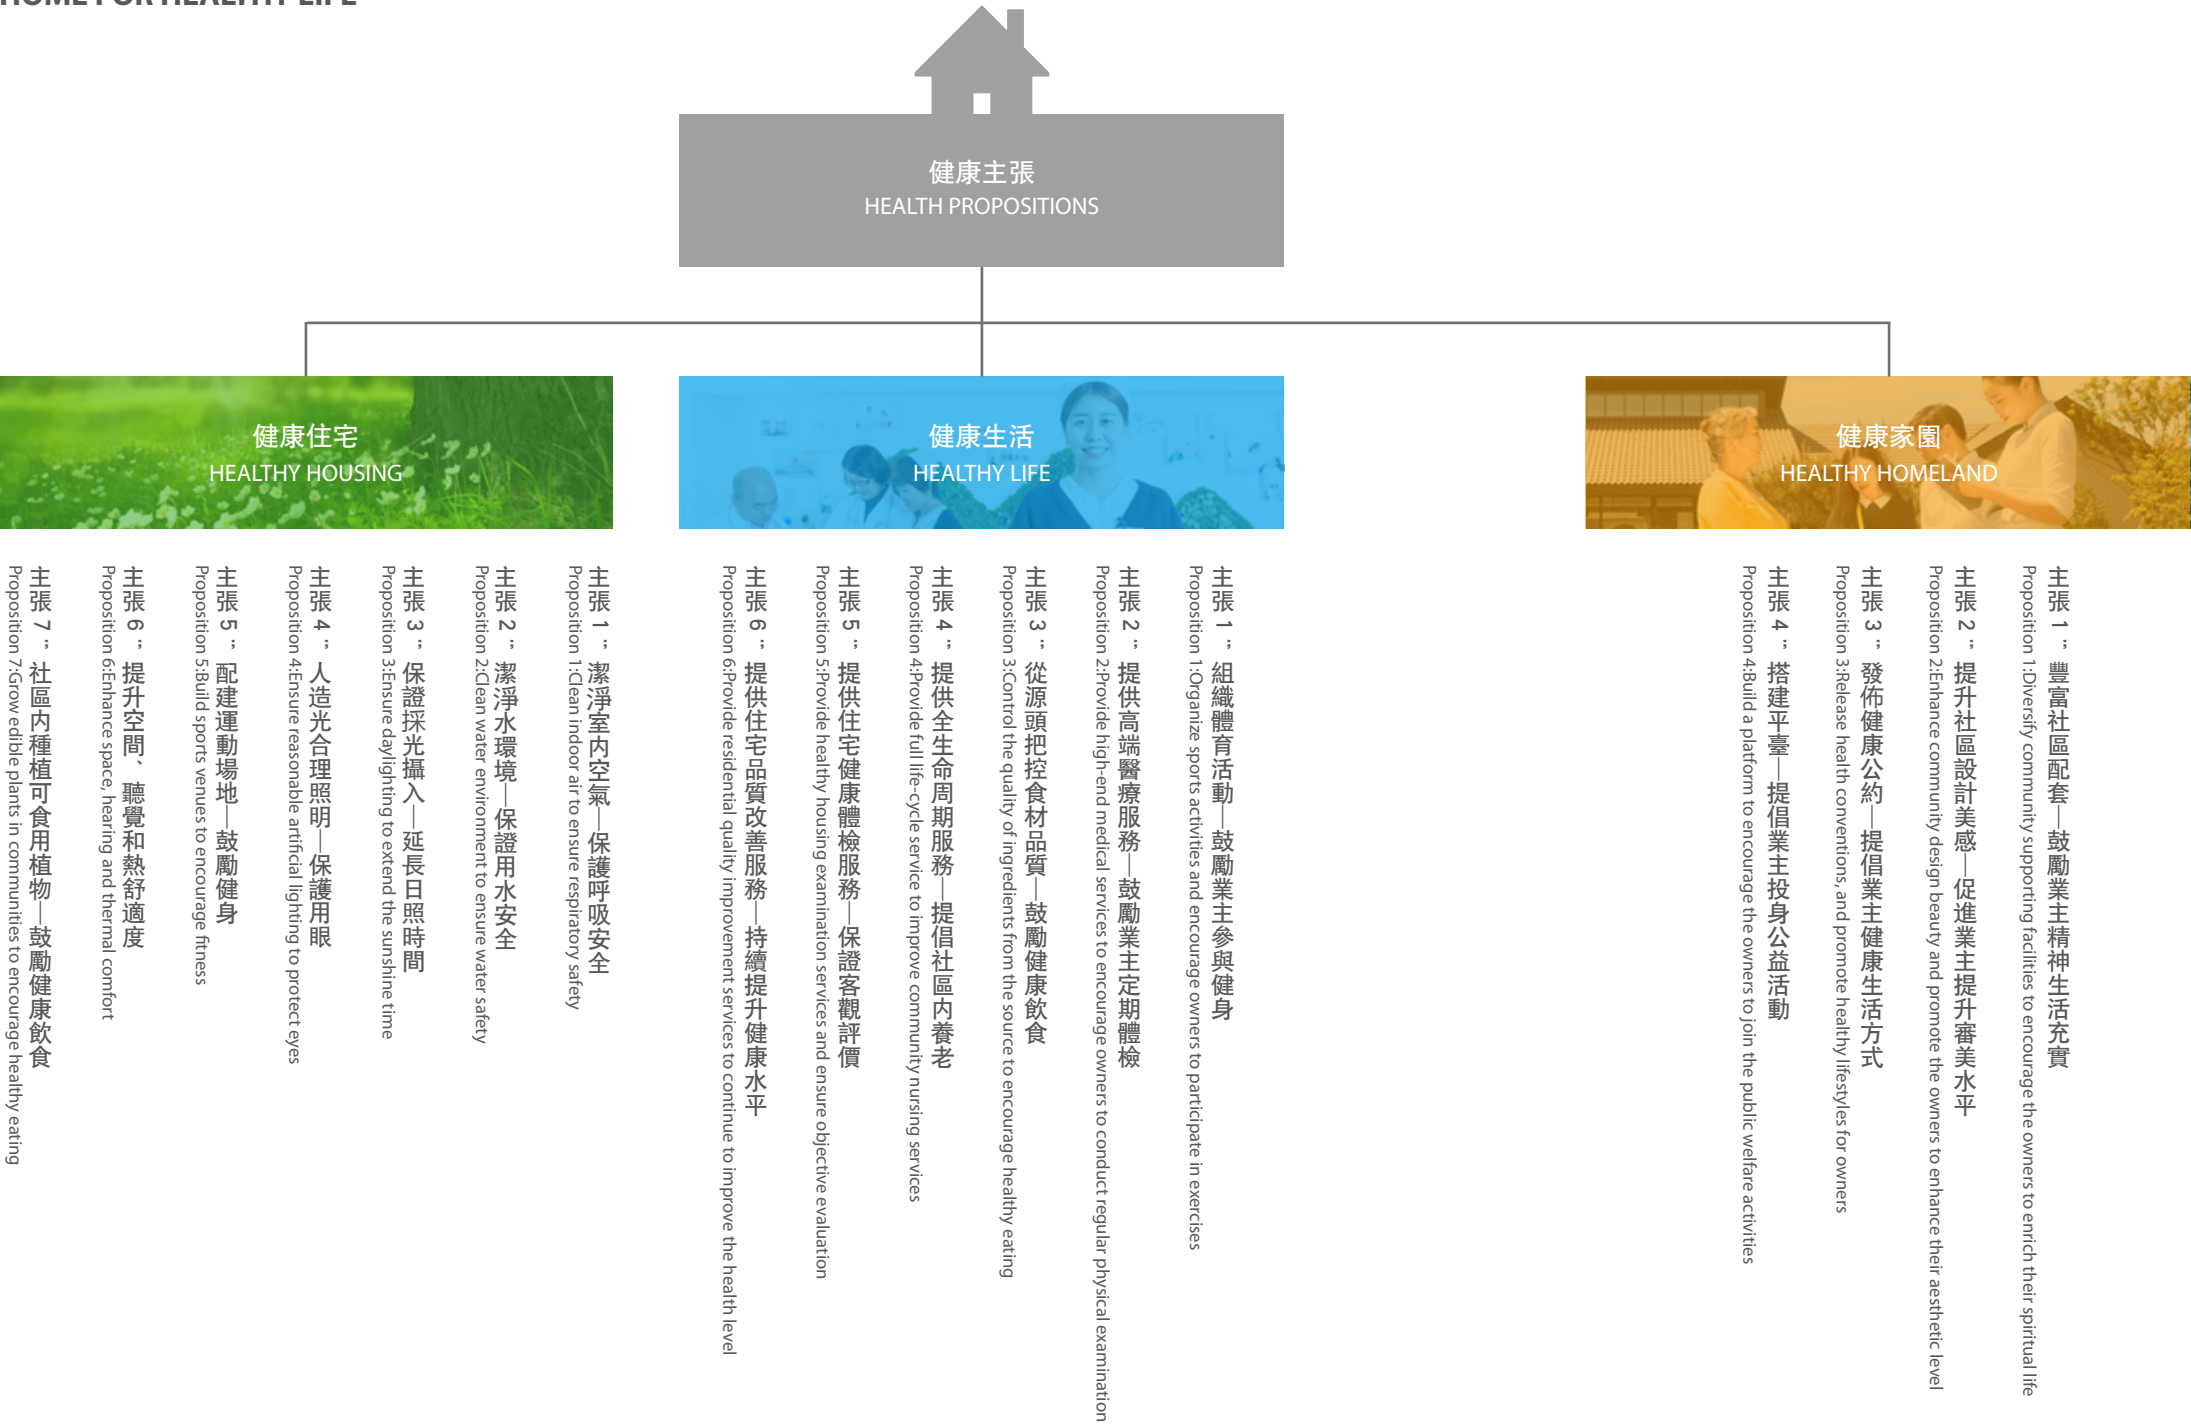 HOME FOR HEALTHY LIFE
健康主張
HEALTH PROPOSITIONS
健康住宅
HEALTHY HOUSING
主張 1：潔淨室内空氣—保護呼吸安全
Proposition 1:Clean indoor air to ensure respiratory safety
主張 2：潔淨水環境—保證用水安全
Proposition 2:Clean water environment to ensure water safety
主張 3：保證採光攝入—延長日照時間
Proposition 3:Ensure daylighting to extend the sunshine time
主張 4：人造光合理照明—保護用眼
Proposition 4:Ensure reasonable artificial lighting to protect eyes
主張 5：配建運動場地—鼓勵健身
Proposition 5:Build sports venues to encourage fitness
主張 6：提升空間、聽覺和熱舒適度
Proposition 6:Enhance space, hearing and thermal comfort
主張 7：社區内種植可食用植物—鼓勵健康飲食
Proposition 7:Grow edible plants in communities to encourage healthy eating
健康生活
HEALTHY LIFE
主張 1：組織體育活動—鼓勵業主參與健身
Proposition 1:Organize sports activities and encourage owners to participate in exercises
主張 2：提供高端醫療服務—鼓勵業主定期體檢
Proposition 2:Provide high-end medical services to encourage owners to conduct regular physical examination
主張 3：從源頭把控食材品質—鼓勵健康飲食
Proposition 3:Control the quality of ingredients from the source to encourage healthy eating
主張 4：提供全生命周期服務—提倡社區内養老
Proposition 4:Provide full life-cycle service to improve community nursing services
主張 5：提供住宅健康體檢服務—保證客觀評價
Proposition 5:Provide healthy housing examination services and ensure objective evaluation
主張 6：提供住宅品質改善服務—持續提升健康水平
Proposition 6:Provide residential quality improvement services to continue to improve the health level
健康家園
HEALTHY HOMELAND
主張 1：豐富社區配套—鼓勵業主精神生活充實
Proposition 1:Diversify community supporting facilities to encourage the owners to enrich their spiritual life
主張 2：提升社區設計美感—促進業主提升審美水平
Proposition 2:Enhance community design beauty and promote the owners to enhance their aesthetic level
主張 3：發佈健康公約—提倡業主健康生活方式
Proposition 3:Release health conventions, and promote healthy lifestyles for owners
主張 4：搭建平臺—提倡業主投身公益活動
Proposition 4:Build a platform to encourage the owners to join the public welfare activities